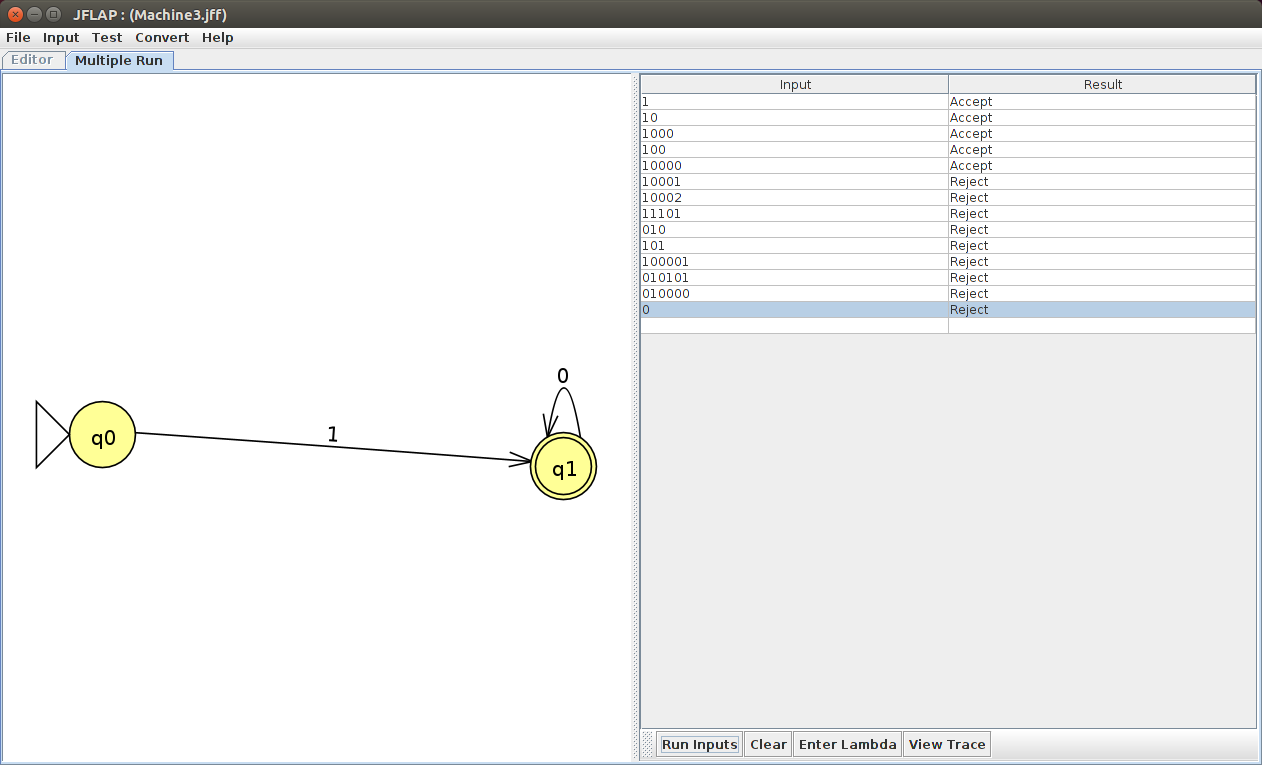 JFLAP : (Machine3.jff)
File Input Test Convert Help
Editor Multiple Run
Input Result
1 Accept
10 Accept
1000 Accept
100 Accept
10000 Accept
10001 Reject
10002 Reject
11101 Reject
010 Reject
101 Reject
100001 Reject
010101 Reject
010000 Reject
0 Reject
0
1
q0
q1
Run Inputs Clear Enter Lambda View Trace